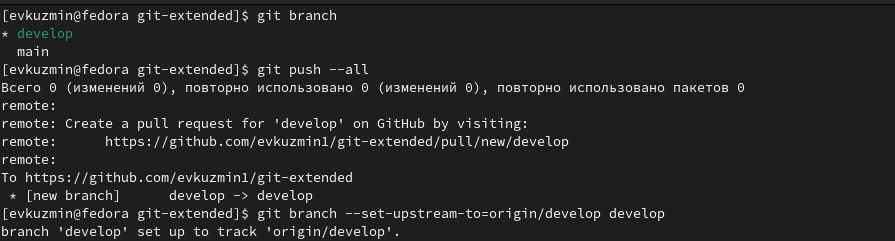 [evkuzmin@fedora git-extended]$ git branch
* develop
  main
[evkuzmin@fedora git-extended]$ git push --all
Всего 0 (изменений 0), повторно использовано 0 (изменений 0), повторно использовано пакетов 0
remote:
remote: Create a pull request for 'develop' on GitHub by visiting:
remote:      https://github.com/evkuzmin1/git-extended/pull/new/develop
remote:
To https://github.com/evkuzmin1/git-extended
 * [new branch]      develop -> develop
[evkuzmin@fedora git-extended]$ git branch --set-upstream-to=origin/develop develop
branch 'develop' set up to track 'origin/develop'.